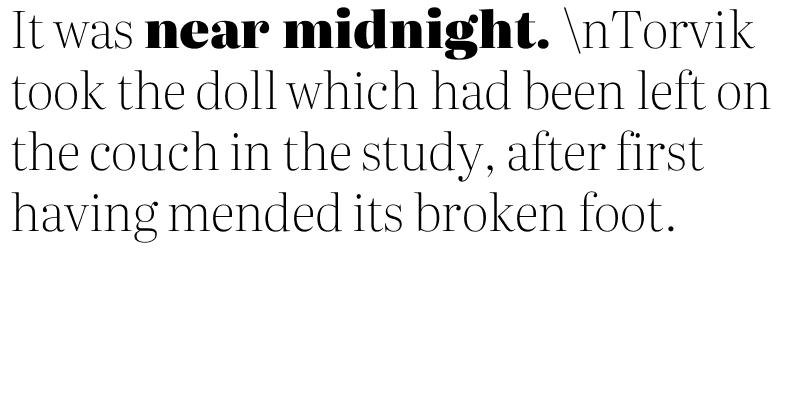 It was near midnight. \nTorvik
took the doll which had been left on
the couch in the study, after first
having mended its broken foot.